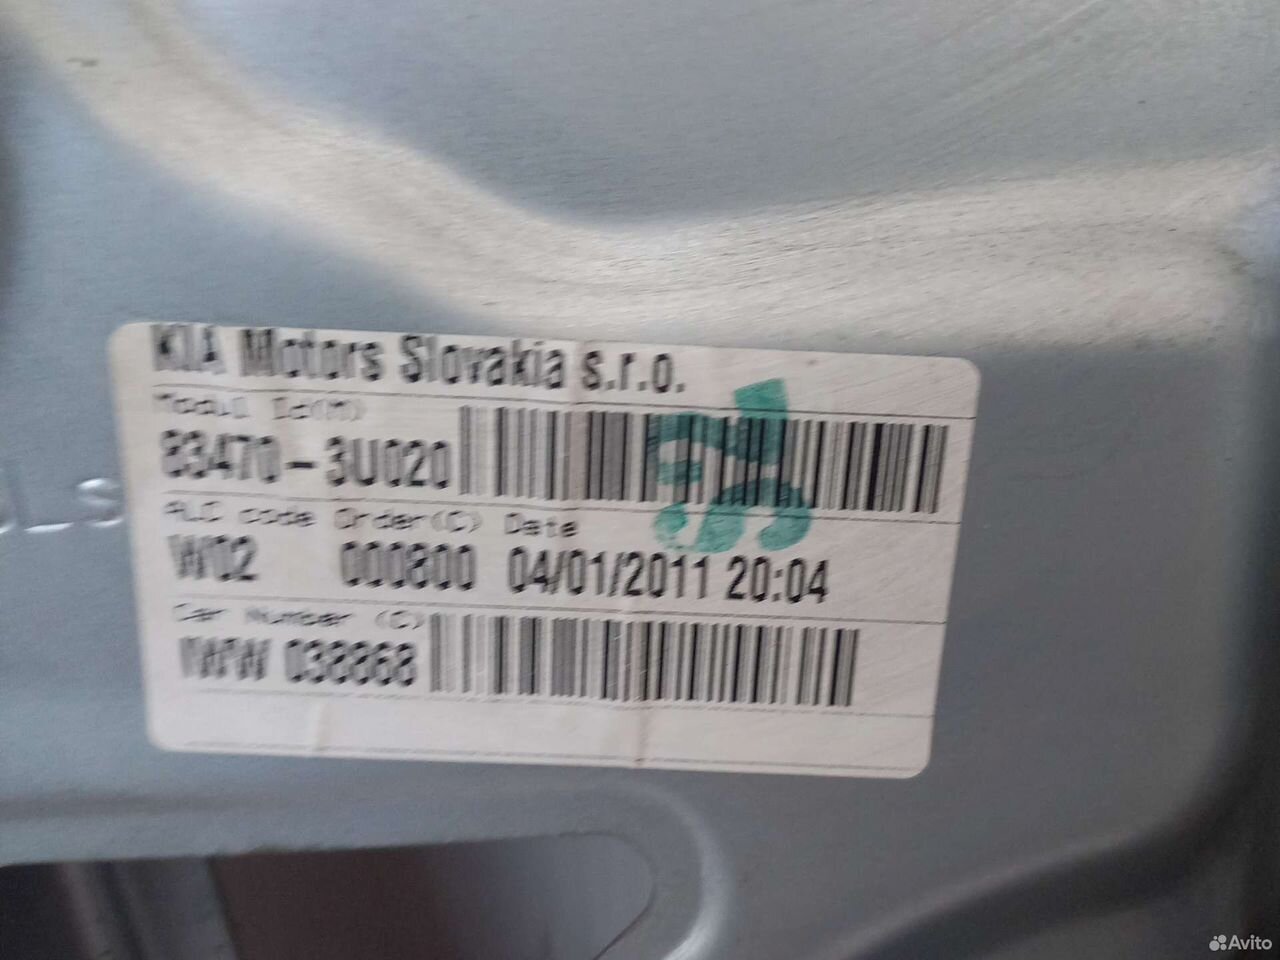 KIA Motors Slovakia s.r.o.
Modul Id(M)
83470-3U020
ALC code Order(C) Date
W02 000800 04/01/2011 20:04
Car Number (C)
038868
LS
Avito